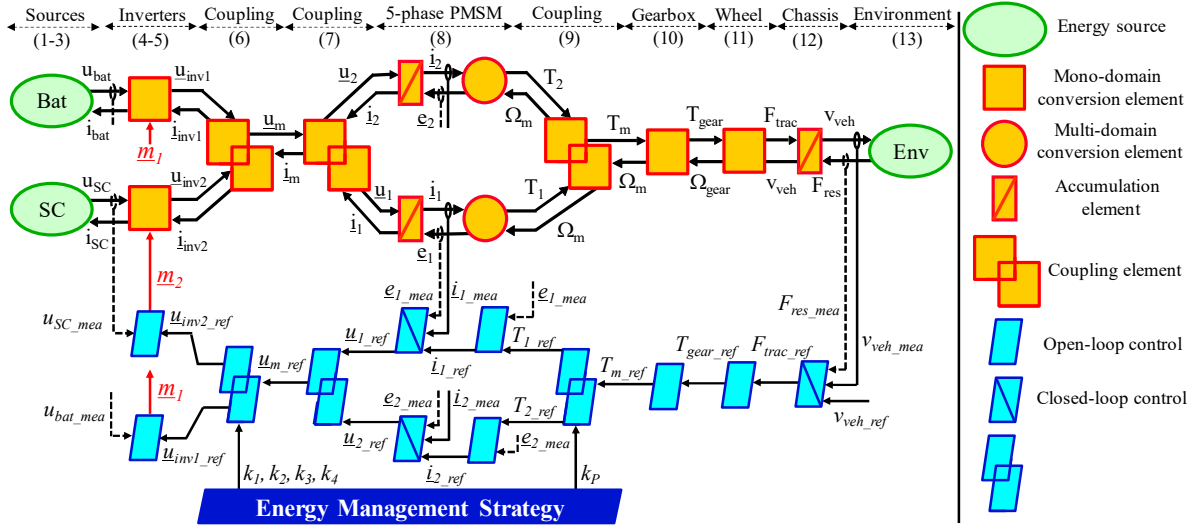 Sources
Inverters
Coupling
Coupling
5-phase PMSM
Coupling
Gearbox
Wheel
Chassis
Environment
(1-3)
(4-5)
(6)
(7)
(8)
(9)
(10)
(11)
(12)
(13)
u_bat
u_inv1
u_2
i_2
T_2
Bat
i_bat
i_inv1
i_2
e_2
Ω_m
m_1
u_m
i_m
T_m
T_gear
F_trac
v_veh
Env
u_SC
u_inv2
u_1
i_1
T_1
Ω_m
Ω_gear
v_veh
F_res
SC
i_SC
i_inv2
i_1
e_1
Ω_m
m_2
e_1_mea
i_1_mea
e_1_mea
F_res_mea
u_SC_mea
u_inv2_ref
u_1_ref
T_1_ref
v_veh_mea
u_m_ref
i_1_ref
T_m_ref
T_gear_ref
F_trac_ref
m_1
e_2_mea
i_2_mea
T_2_ref
v_veh_ref
u_bat_mea
u_2_ref
e_2_mea
u_inv1_ref
i_2_ref
k_1, k_2, k_3, k_4
k_P
Energy Management Strategy
Energy source
Mono-domain
conversion element
Multi-domain
conversion element
Accumulation
element
Coupling element
Open-loop control
Closed-loop control